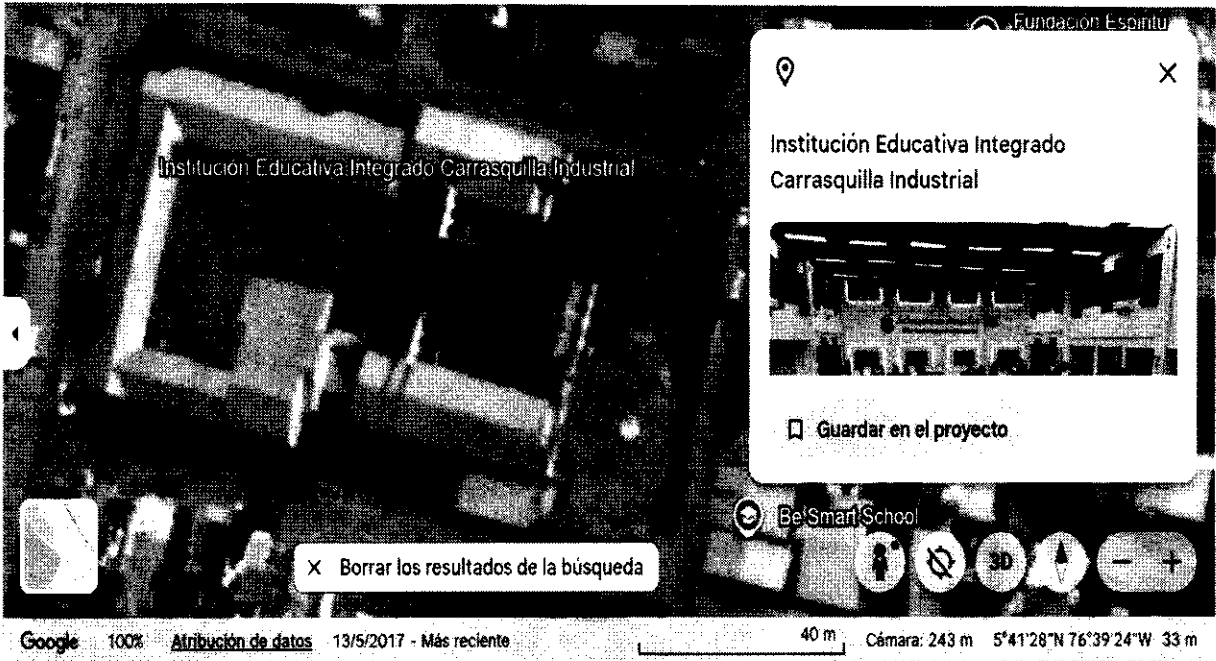 Fundación Espíritu
Institución Educativa Integrado Carrasquilla Industrial
Institución Educativa Integrado
Carrasquilla Industrial
Guardar en el proyecto
Be Smart School
Borrar los resultados de la búsqueda
3D
Google 100% Atribución de datos 13/5/2017 - Más reciente 40 m Cámara: 243 m 5°41'28"N 76°39'24"W 33 m